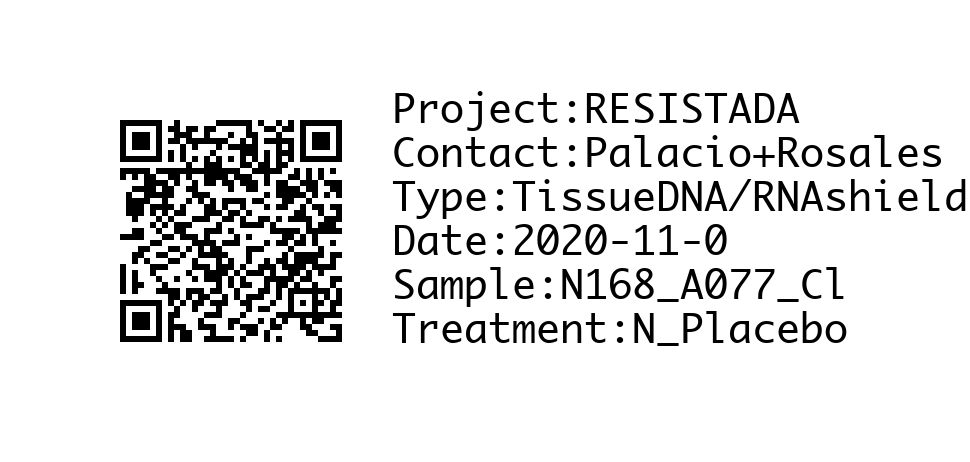 Project:RESISTADA
Contact:Palacio+Rosales
Type:TissueDNA/RNAshield
Date:2020-11-0
Sample:N168_A077_Cl
Treatment:N_Placebo